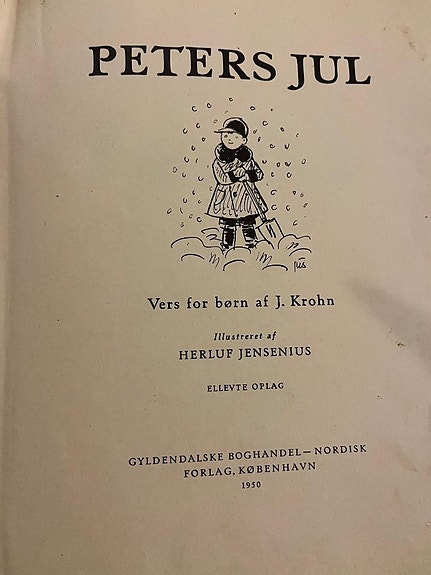 PETERS JUL
Vers for børn af J. Krohn
Illustreret af
HERLUF JENSENIUS
ELLEVTE OPLAG
GYLDENDALSKE BOGHANDEL—NORDISK
FORLAG, KØBENHAVN
1950